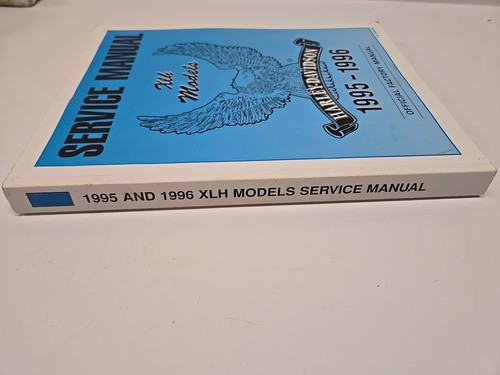 SERVICE MANUAL
Xlh
Models
HARLEY-DAVIDSON
1995 - 1996
OFFICIAL FACTORY MANUAL
1995 AND 1996 XLH MODELS SERVICE MANUAL